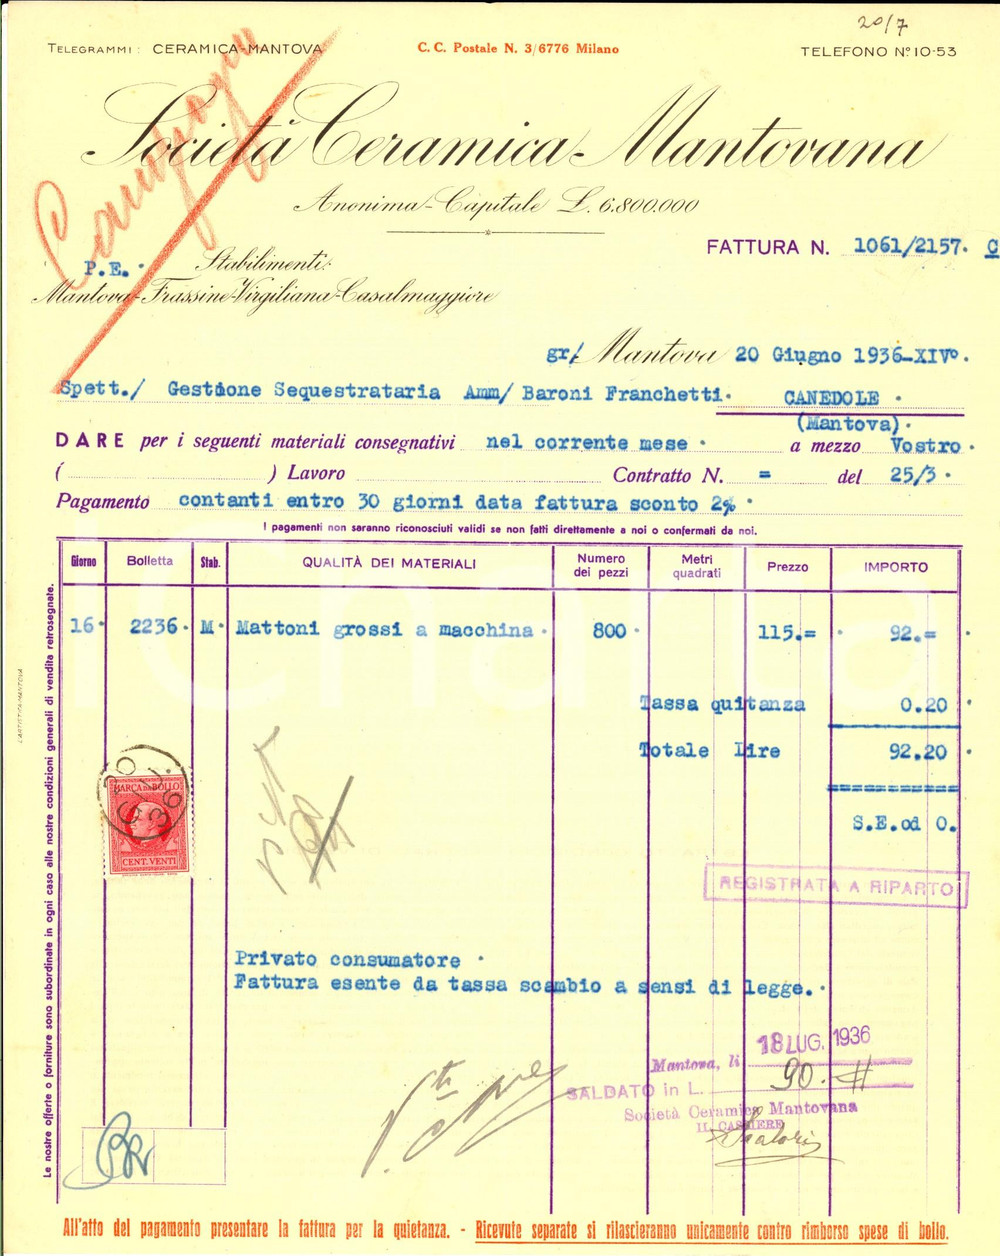 20/7
TELEGRAMMI: CERAMICA-MANTOVA
C. C. Postale N. 3/6776 Milano
TELEFONO Nº 10-53
Società Ceramica Mantovana
Anonima - Capitale L. 6.800.000
FATTURA N. 1061/2157. C
P.E.
Stabilimenti:
Mantova-Frassine-Virgiliana-Casalmaggiore
gr/ Mantova 20 Giugno 1936-XIVº.
Spett./ Gestione Sequestrataria Amm/ Baroni Franchetti. CANEDOLE .
(Mantova).
DARE per i seguenti materiali consegnativi nel corrente mese . a mezzo Vostro .
( ) Lavoro Contratto N. = del 25/3 .
Pagamento contanti entro 30 giorni data fattura sconto 2% .
I pagamenti non saranno riconosciuti validi se non fatti direttamente a noi o confermati da noi.
Giorno Bolletta Stab. QUALITÀ DEI MATERIALI Numero dei pezzi Metri quadrati Prezzo IMPORTO
16. 2236. M. Mattoni grossi a macchina . 800 . 115.= . 92.= .
Tassa quitanza 0.20 .
Totale Lire 92.20 .
===========
S.E.od O.
MARCA DA BOLLO
CENT. VENTI
REGISTRATA A RIPARTO
Privato consumatore .
Fattura esente da tassa scambio a sensi di legge. .
Mantova, li 18 LUG. 1936
SALDATO in L. 90.
Società Ceramica Mantovana
IL CASSIERE
Le nostre offerte o forniture sono subordinate in ogni caso alle nostre condizioni generali di vendita retrosegnate.
L'ARTISTICA-MANTOVA
All'atto del pagamento presentare la fattura per la quietanza. - Ricevute separate si rilascieranno unicamente contro rimborso spese di bollo.